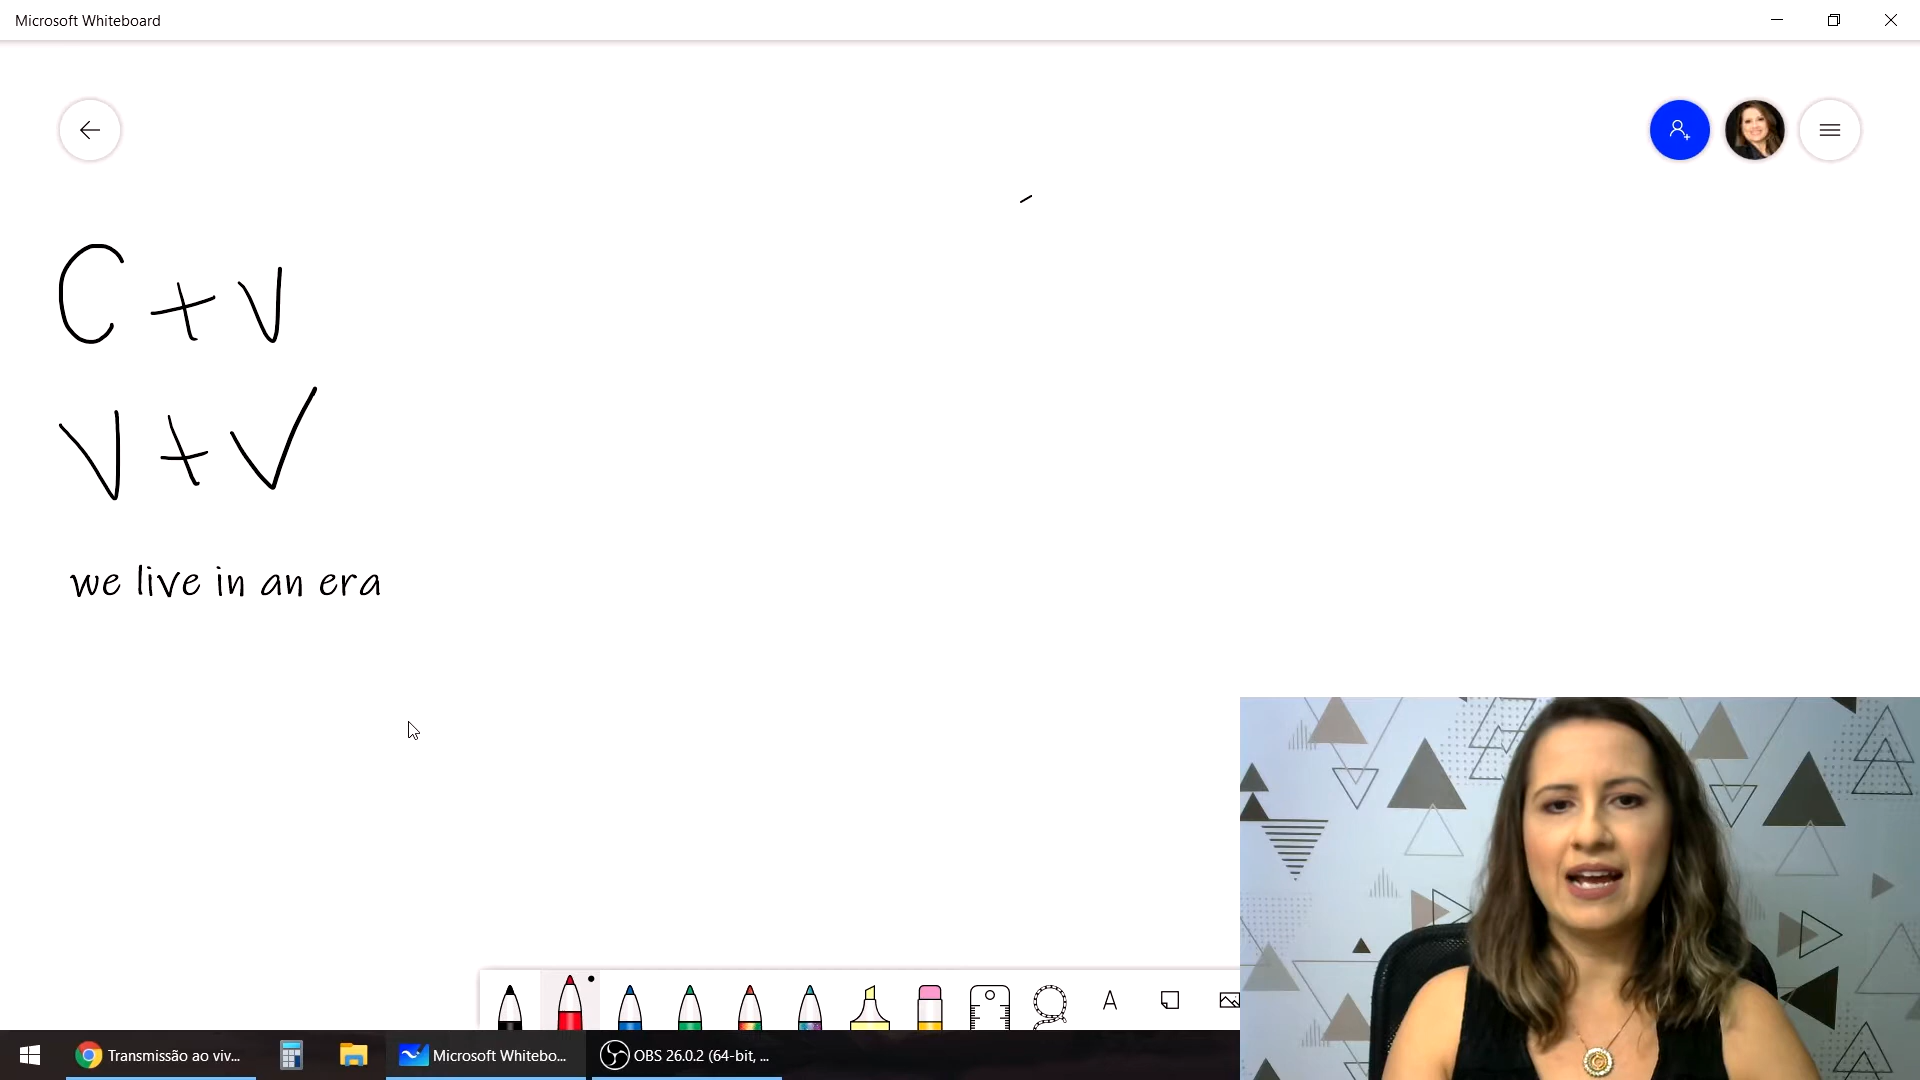 Microsoft Whiteboard
C + V
V + V
we live in an era
A
Transmissão ao viv...
Microsoft Whitebo...
OBS 26.0.2 (64-bit, ...